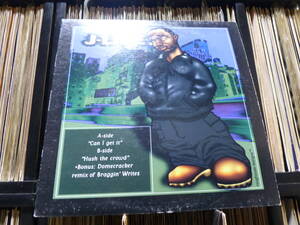 A-side
"Can I get it"
B-side
"Hush the crowd"
•Bonus: Domecracker
remix of Braggin' Writes